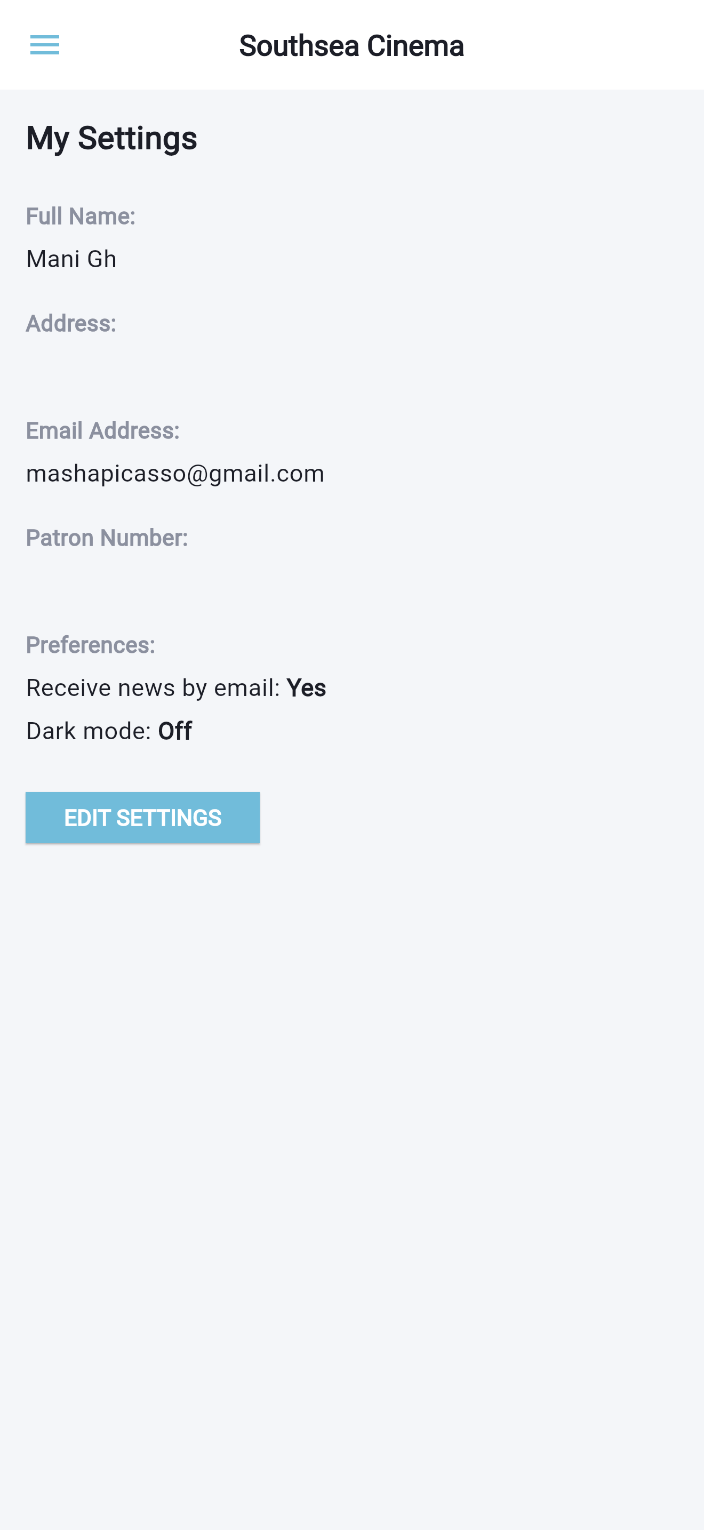 Southsea Cinema
My Settings
Full Name:
Mani Gh
Address:
Email Address:
mashapicasso@gmail.com
Patron Number:
Preferences:
Receive news by email: Yes
Dark mode: Off
EDIT SETTINGS